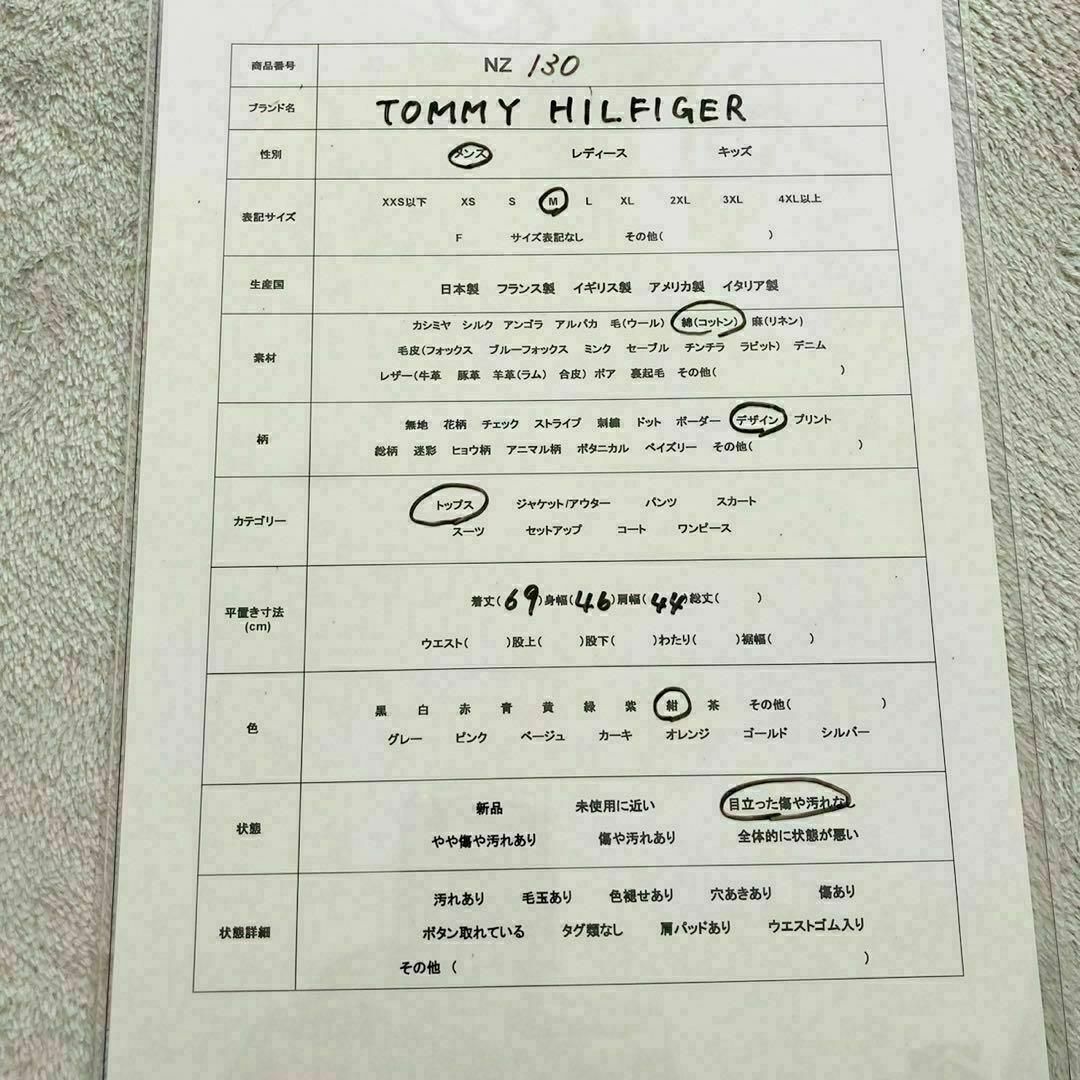 商品番号 NZ 130
ブランド名 TOMMY HILFIGER
性別 メンズ レディース キッズ
XXS以下 XS S M L XL 2XL 3XL 4XL以上
表記サイズ
F サイズ表記なし その他( )
生産国 日本製 フランス製 イギリス製 アメリカ製 イタリア製
カシミヤ シルク アンゴラ アルパカ 毛(ウール) 綿(コットン) 麻(リネン)
素材 毛皮(フォックス ブルーフォックス ミンク セーブル チンチラ ラビット) デニム
レザー(牛革 豚革 羊革(ラム) 合皮) ボア 裏起毛 その他( )
無地 花柄 チェック ストライプ 刺繍 ドット ボーダー デザイン プリント
柄
総柄 迷彩 ヒョウ柄 アニマル柄 ボタニカル ペイズリー その他( )
トップス ジャケット/アウター パンツ スカート
カテゴリー
スーツ セットアップ コート ワンピース
着丈(69)身幅(46)肩幅(44)総丈( )
平置き寸法
(cm)
ウエスト( )股上( )股下( )わたり( )裾幅( )
黒 白 赤 青 黄 緑 紫 紺 茶 その他( )
色
グレー ピンク ベージュ カーキ オレンジ ゴールド シルバー
新品 未使用に近い 目立った傷や汚れなし
状態
やや傷や汚れあり 傷や汚れあり 全体的に状態が悪い
汚れあり 毛玉あり 色褪せあり 穴あきあり 傷あり
状態詳細 ボタン取れている タグ類なし 肩パッドあり ウエストゴム入り
その他 ( )